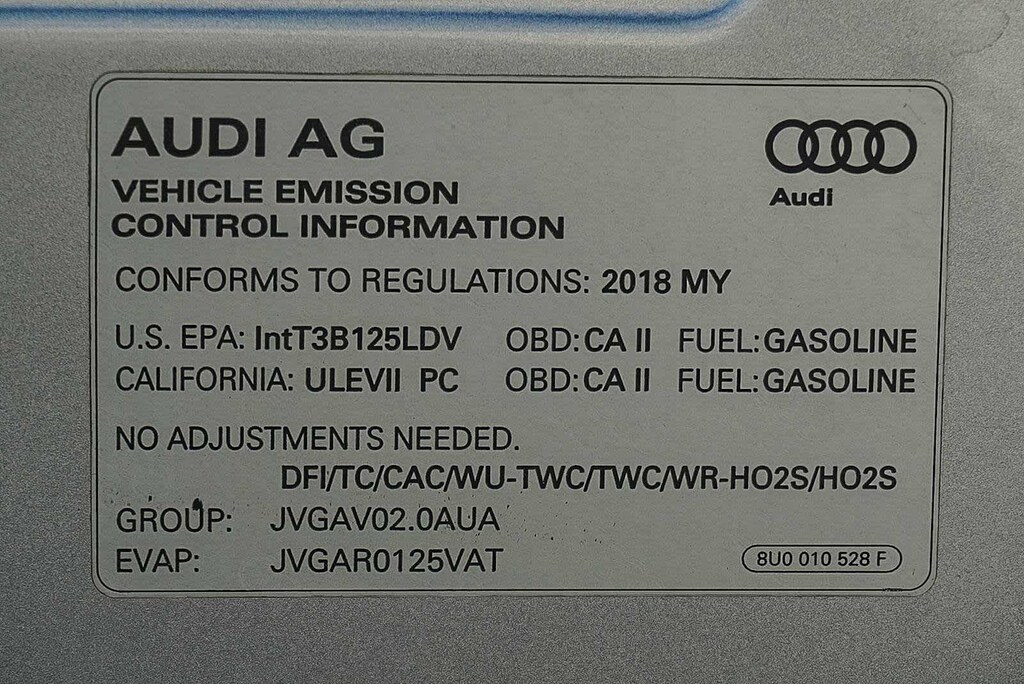 AUDI AG
Audi
VEHICLE EMISSION
CONTROL INFORMATION
CONFORMS TO REGULATIONS: 2018 MY
U.S. EPA: IntT3B125LDV OBD: CA II FUEL: GASOLINE
CALIFORNIA: ULEVII PC OBD: CA II FUEL: GASOLINE
NO ADJUSTMENTS NEEDED.
DFI/TC/CAC/WU-TWC/TWC/WR-HO2S/HO2S
GROUP: JVGAV02.0AUA
EVAP: JVGAR0125VAT
8U0 010 528 F